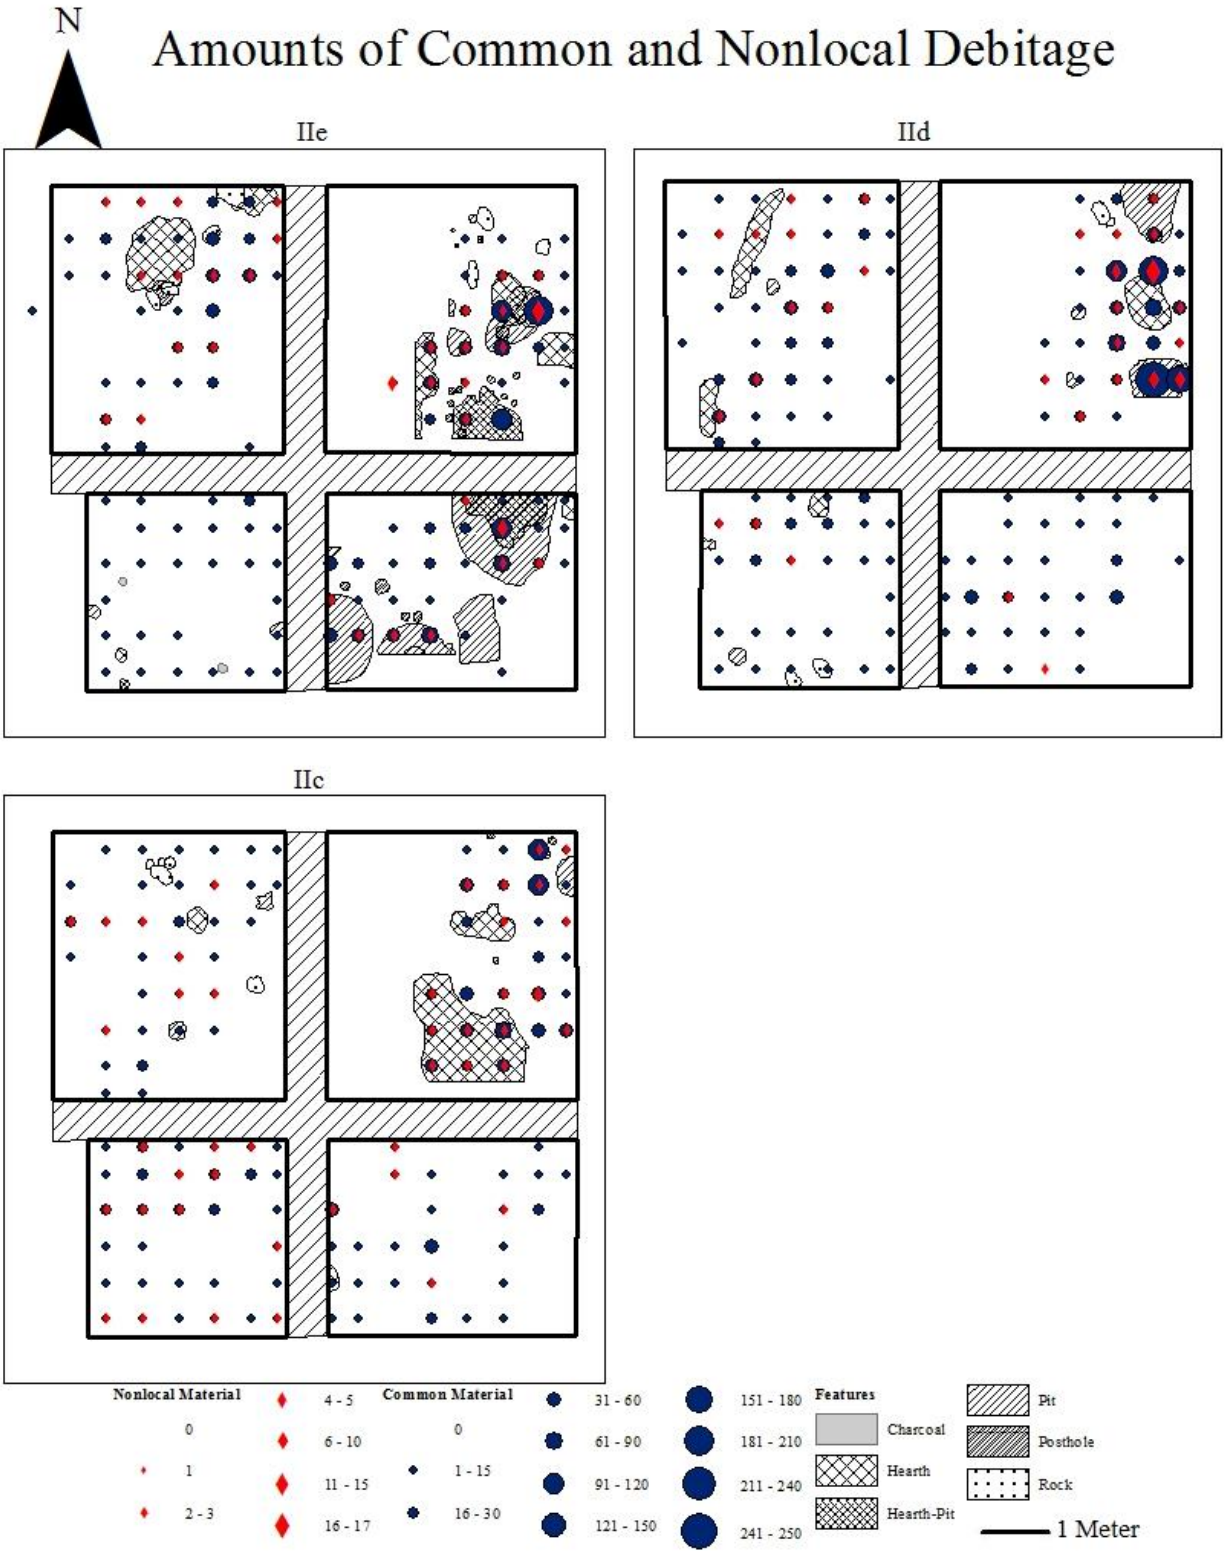 N
Amounts of Common and Nonlocal Debitage
IIe
IId
IIc
Nonlocal Material
0
1
2 - 3
4 - 5
6 - 10
11 - 15
16 - 17
Common Material
0
1 - 15
16 - 30
31 - 60
61 - 90
91 - 120
121 - 150
151 - 180
181 - 210
211 - 240
241 - 250
Features
Charcoal
Hearth
Hearth-Pit
Pit
Posthole
Rock
1 Meter